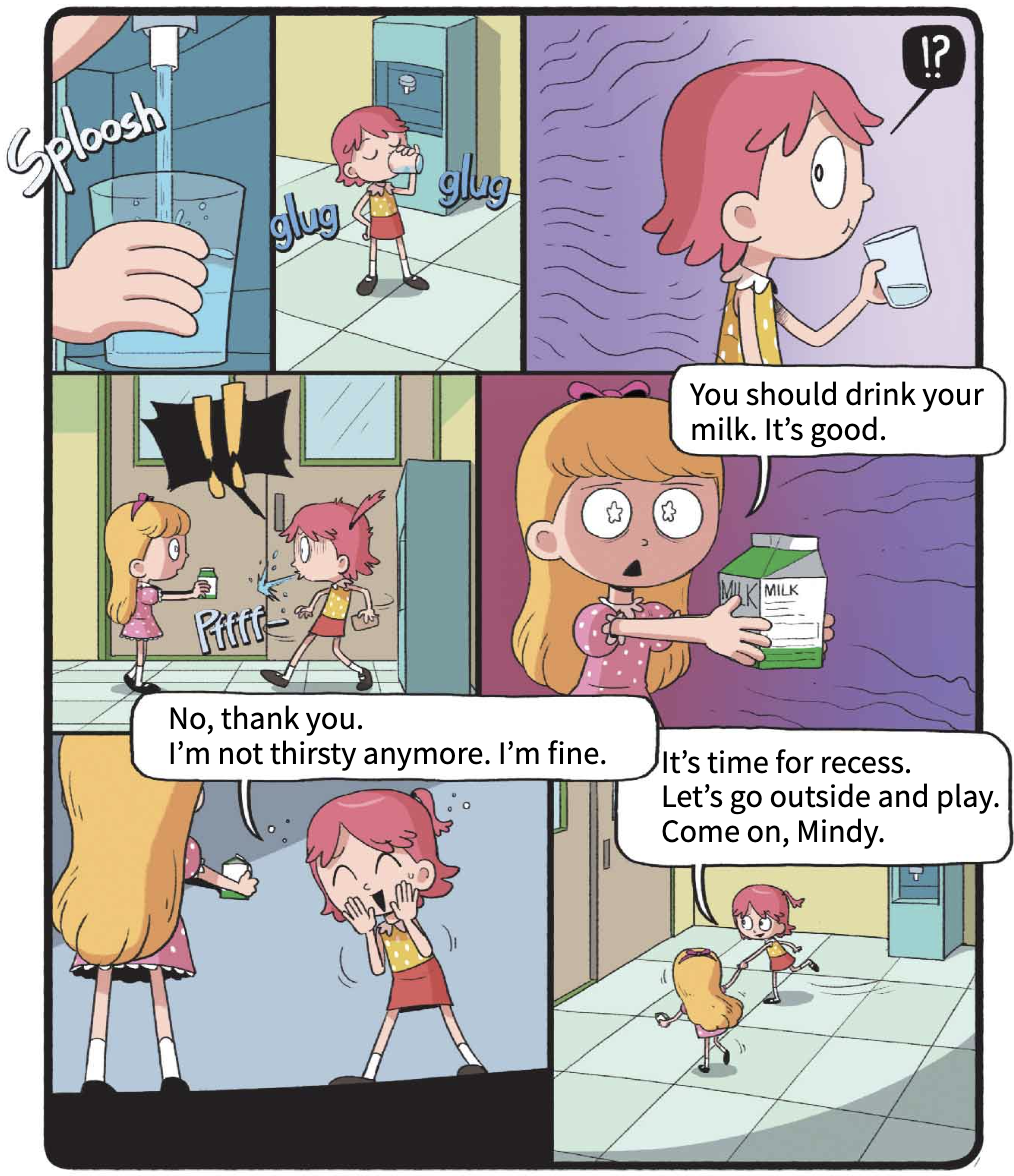 Sploosh
glug
glug
!?
!!
Pffff-
You should drink your
milk. It's good.
MILK
MILK
No, thank you.
I'm not thirsty anymore. I'm fine.
It's time for recess.
Let's go outside and play.
Come on, Mindy.